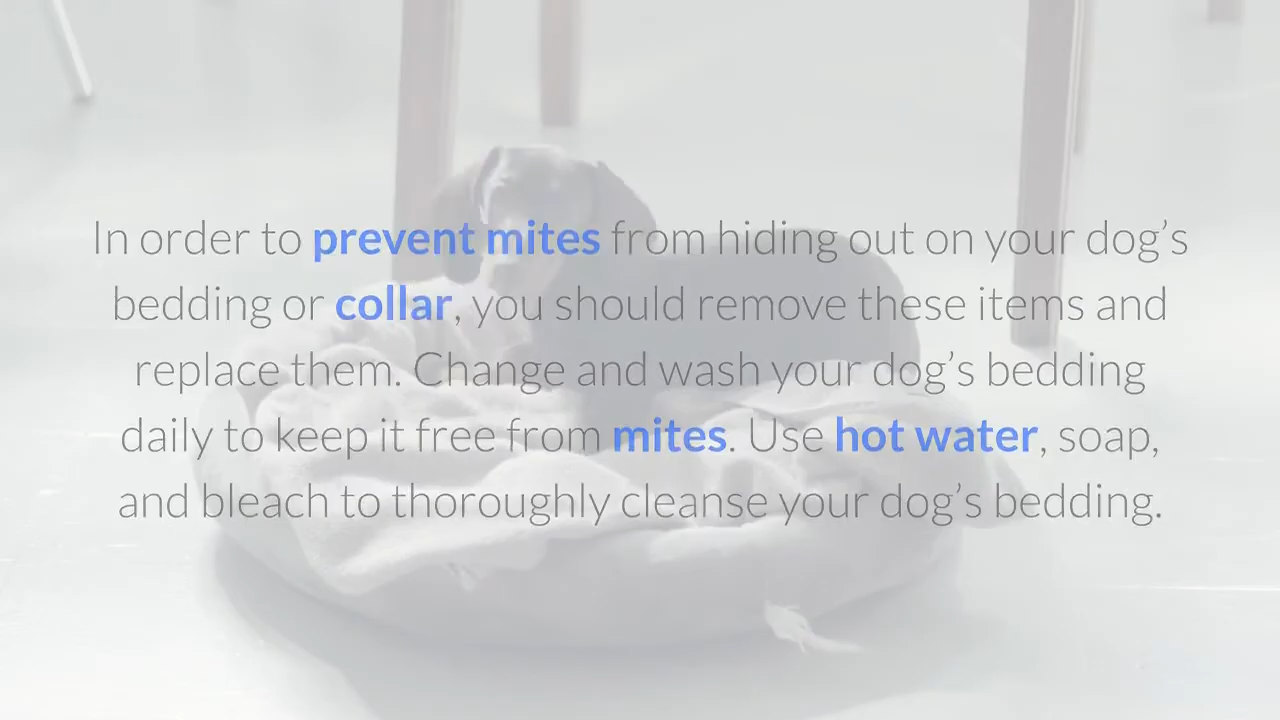 In order to prevent mites from hiding out on your dog’s
bedding or collar, you should remove these items and
replace them. Change and wash your dog’s bedding
daily to keep it free from mites. Use hot water, soap,
and bleach to thoroughly cleanse your dog’s bedding.